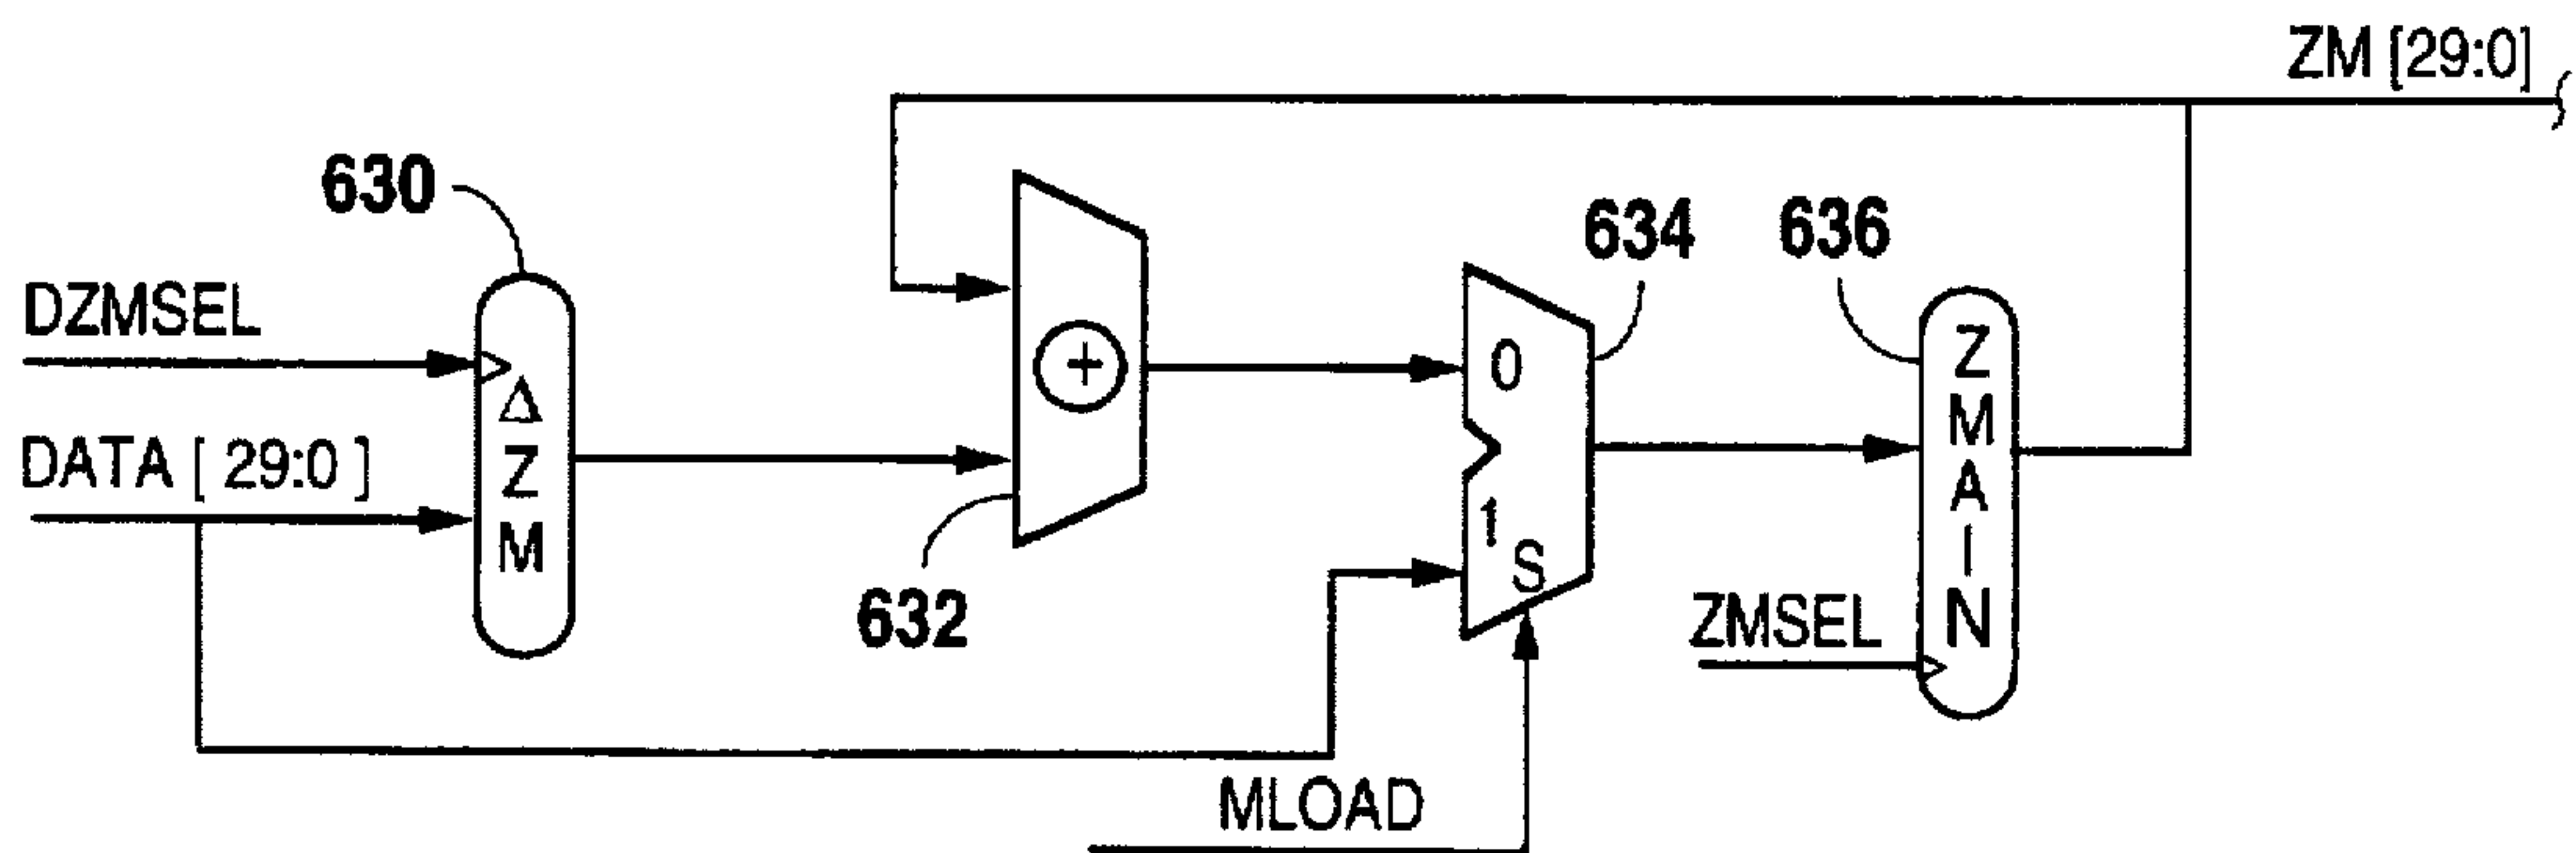 ZM [29:0]
630
634
636
DZMSEL
DATA [ 29:0 ]
Δ
Z
M
+
0
1
S
Z
M
A
I
N
632
ZMSEL
MLOAD